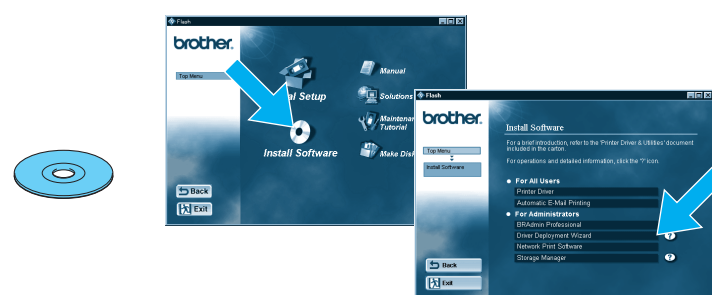 Flash
brother.
Top Menu
Manual
Solutions
Maintenan
Tutorial
Install Software
Make Disk
Back
Exit
Flash
brother.
Top Menu
Install Software
Install Software
For a brief introduction, refer to the 'Printer Driver & Utilities' document
included in the carton.
For operations and detailed information, click the '?' icon.
For All Users
Printer Driver
Automatic E-Mail Printing
For Administrators
BRAdmin Professional
Driver Deployment Wizard ?
Network Print Software
Storage Manager ?
Back
Exit